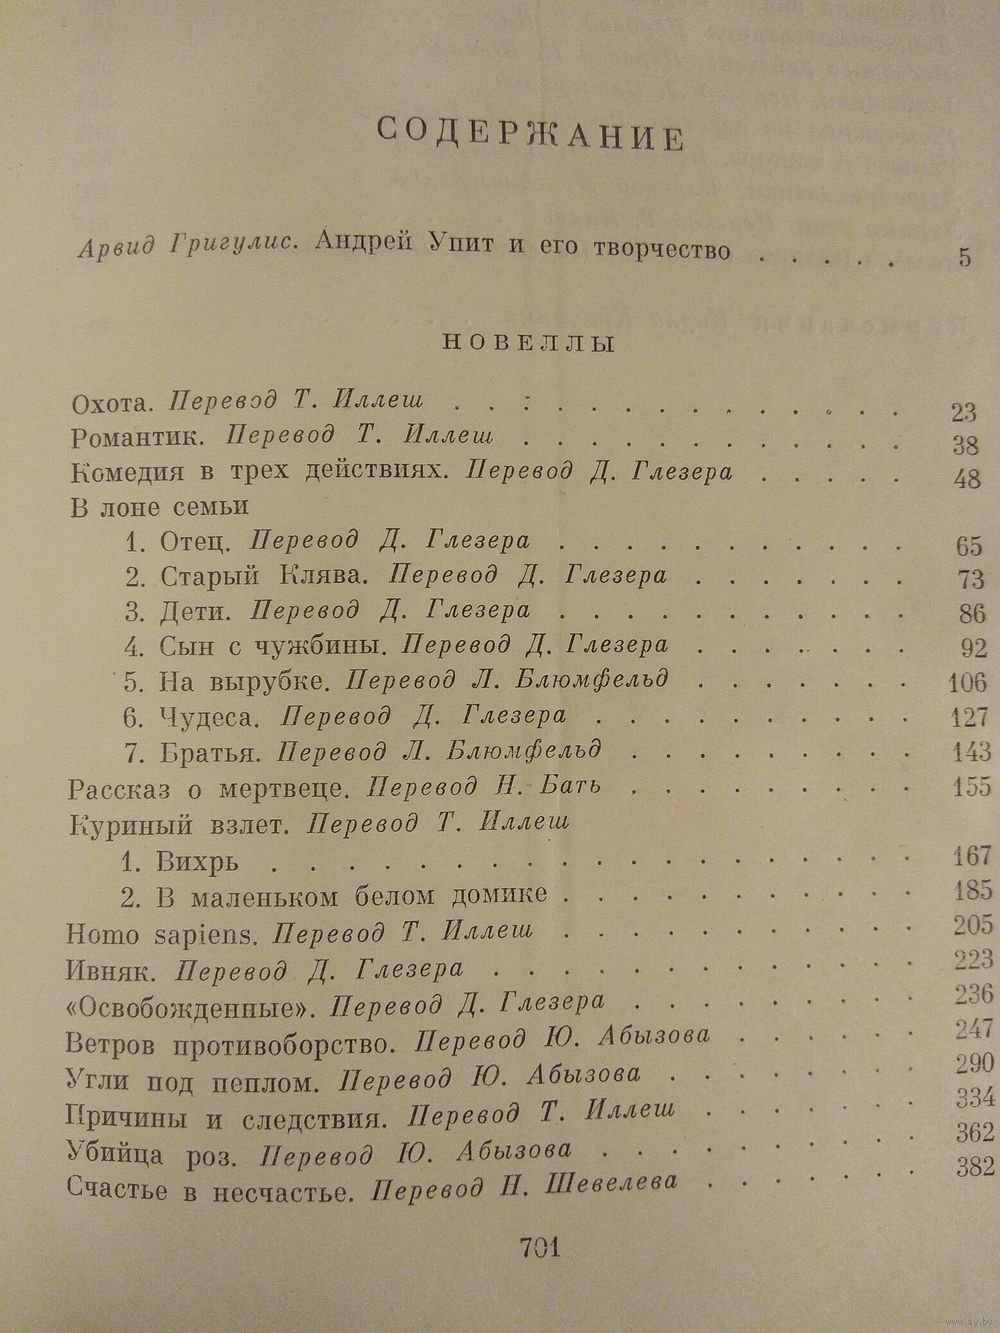 СОДЕРЖАНИЕ
Арвид Григулис. Андрей Упит и его творчество . . . . . 5
НОВЕЛЛЫ
Охота. Перевод Т. Иллеш . . . . . . . . . . . . . 23
Романтик. Перевод Т. Иллеш . . . . . . . . . . . 38
Комедия в трех действиях. Перевод Д. Глезера . . . . . 48
В лоне семьи
1. Отец. Перевод Д. Глезера . . . . . . . . . . . 65
2. Старый Клява. Перевод Д. Глезера . . . . . . . 73
3. Дети. Перевод Д. Глезера . . . . . . . . . . . 86
4. Сын с чужбины. Перевод Д. Глезера . . . . . . . 92
5. На вырубке. Перевод Л. Блюмфельд . . . . . . . 106
6. Чудеса. Перевод Д. Глезера . . . . . . . . . . 127
7. Братья. Перевод Л. Блюмфельд . . . . . . . . . 143
Рассказ о мертвеце. Перевод Н. Бать . . . . . . . . . 155
Куриный взлет. Перевод Т. Иллеш
1. Вихрь . . . . . . . . . . . . . . . . . 167
2. В маленьком белом домике . . . . . . . . . . . 185
Homo sapiens. Перевод Т. Иллеш . . . . . . . . . . . 205
Ивняк. Перевод Д. Глезера . . . . . . . . . . . . . 223
«Освобожденные». Перевод Д. Глезера . . . . . . . . . 236
Ветров противоборство. Перевод Ю. Абызова . . . . . . 247
Угли под пеплом. Перевод Ю. Абызова . . . . . . . . 290
Причины и следствия. Перевод Т. Иллеш . . . . . . . 334
Убийца роз. Перевод Ю. Абызова . . . . . . . . . . 362
Счастье в несчастье. Перевод Н. Шевелева . . . . . . . 382
701
www.ay.by